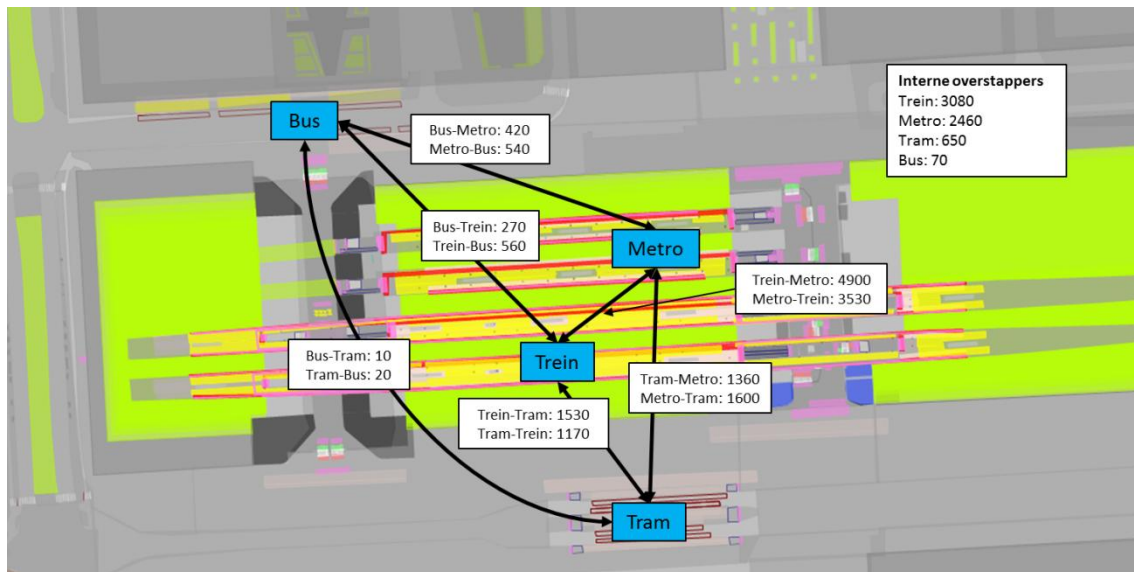 Interne overstappers
Trein: 3080
Metro: 2460
Tram: 650
Bus: 70
Bus
Bus-Metro: 420
Metro-Bus: 540
Bus-Trein: 270
Trein-Bus: 560
Metro
Trein-Metro: 4900
Metro-Trein: 3530
Bus-Tram: 10
Tram-Bus: 20
Trein
Tram-Metro: 1360
Metro-Tram: 1600
Trein-Tram: 1530
Tram-Trein: 1170
Tram